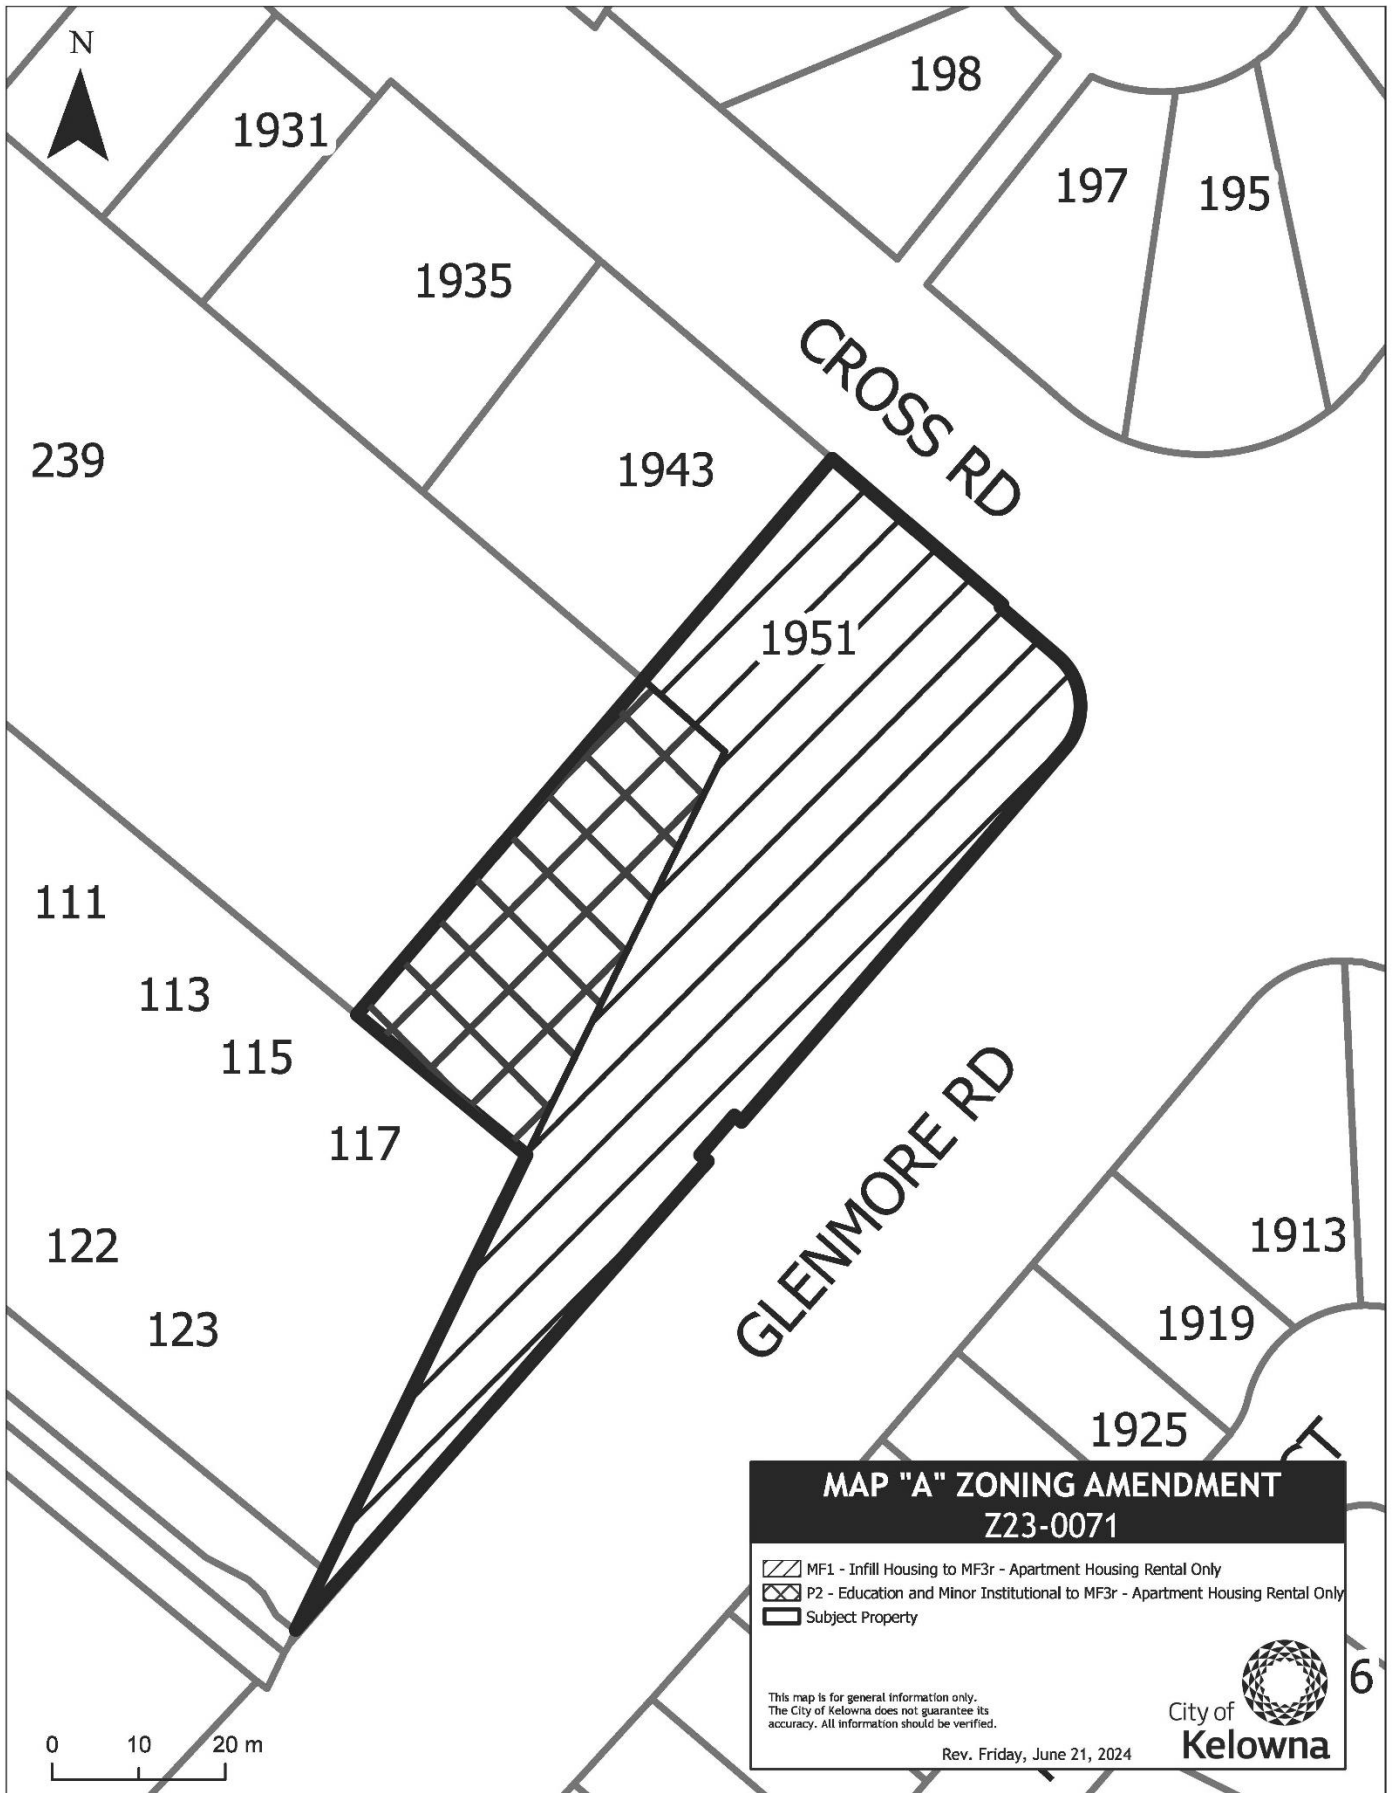 N
198
1931
197
195
1935
CROSS RD
239
1943
1951
111
113
115
117
GLENMORE RD
122
1913
123
1919
1925
CT
MAP "A" ZONING AMENDMENT
Z23-0071
MF1 - Infill Housing to MF3r - Apartment Housing Rental Only
P2 - Education and Minor Institutional to MF3r - Apartment Housing Rental Only
Subject Property
6
This map is for general information only.
The City of Kelowna does not guarantee its
accuracy. All information should be verified.
City of
Kelowna
Rev. Friday, June 21, 2024
0 10 20 m